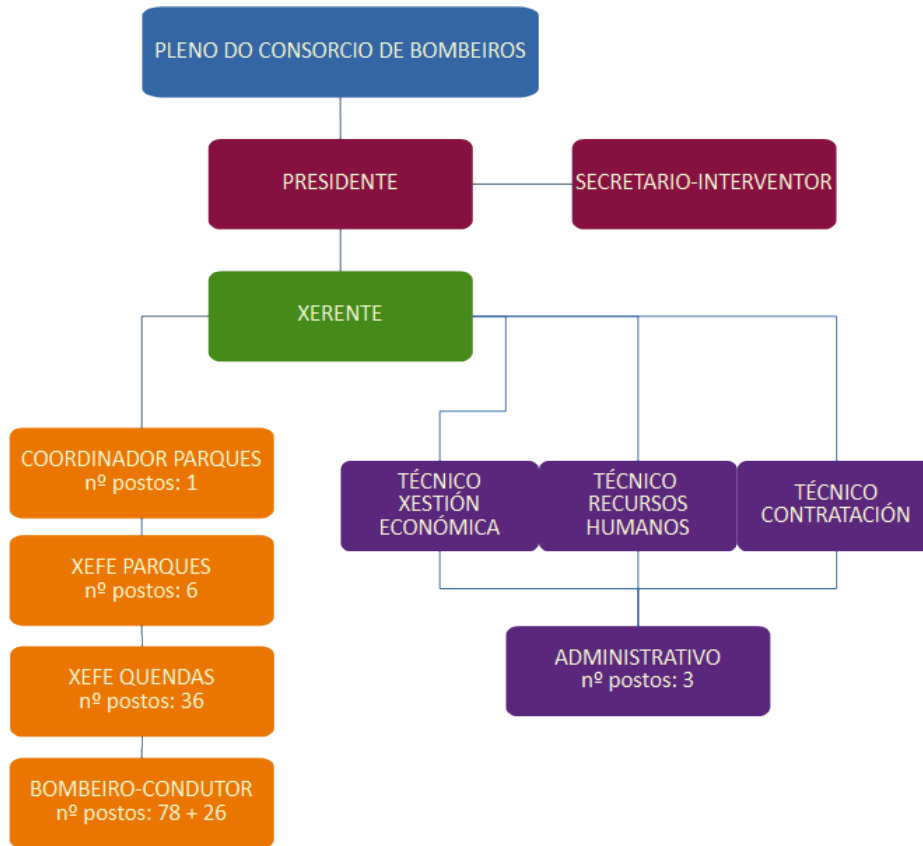 PLENO DO CONSORCIO DE BOMBEIROS
PRESIDENTE
SECRETARIO-INTERVENTOR
XERENTE
COORDINADOR PARQUES
nº postos: 1
XEFE PARQUES
nº postos: 6
XEFE QUENDAS
nº postos: 36
BOMBEIRO-CONDUTOR
nº postos: 78 + 26
TÉCNICO
XESTIÓN
ECONÓMICA
TÉCNICO
RECURSOS
HUMANOS
TÉCNICO
CONTRATACIÓN
ADMINISTRATIVO
nº postos: 3